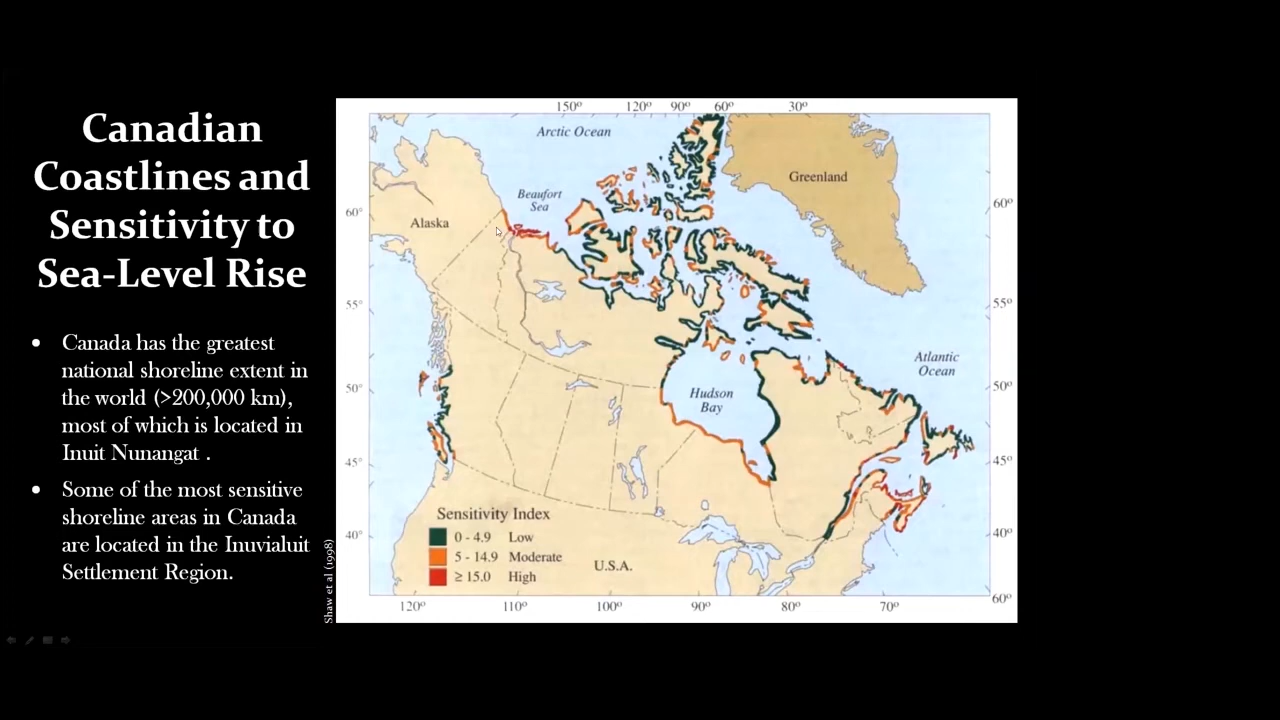 Canadian
Coastlines and
Sensitivity to
Sea-Level Rise
• Canada has the greatest
national shoreline extent in
the world (>200,000 km),
most of which is located in
Inuit Nunangat .
• Some of the most sensitive
shoreline areas in Canada
are located in the Inuvialuit
Settlement Region.
Shaw et al (1998)
150° 120° 90° 60° 30°
Arctic Ocean
Greenland
Beaufort
Sea
Alaska
60° 60°
55° 55°
Atlantic
Ocean
50° 50°
Hudson
Bay
45° 45°
40° 40°
Sensitivity Index
0 - 4.9 Low
5 - 14.9 Moderate
≥ 15.0 High
U.S.A.
60°
120° 110° 100° 90° 80° 70°